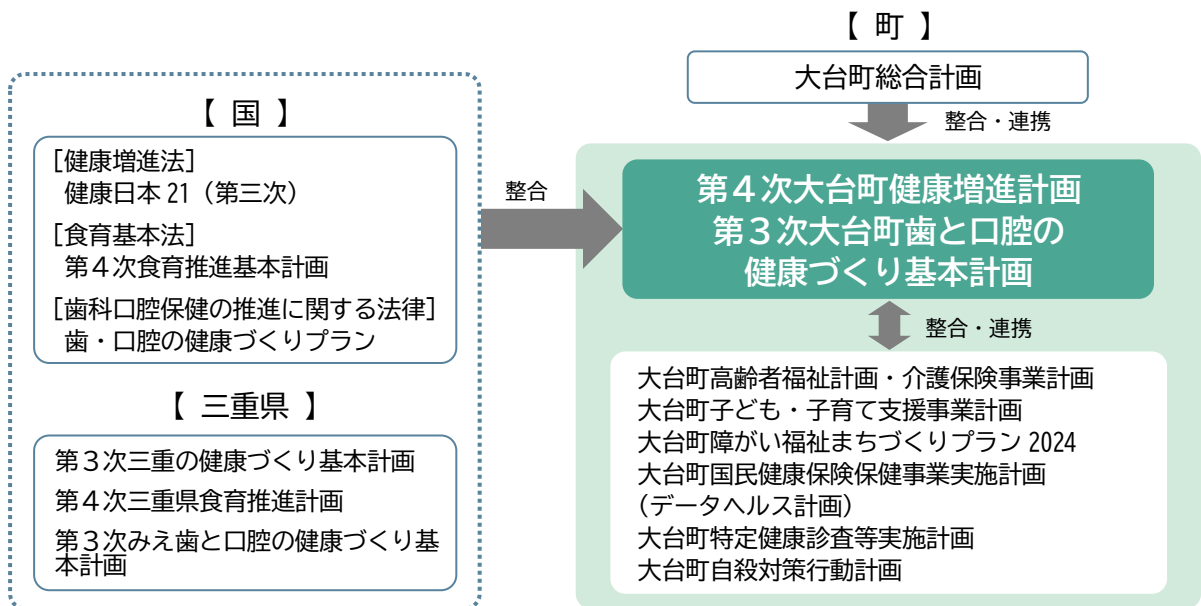 【 国 】
[健康増進法]
健康日本 21（第三次）
[食育基本法]
第４次食育推進基本計画
[歯科口腔保健の推進に関する法律]
歯・口腔の健康づくりプラン
【 三重県 】
第３次三重の健康づくり基本計画
第４次三重県食育推進計画
第３次みえ歯と口腔の健康づくり基
本計画
整合
【 町 】
大台町総合計画
整合・連携
第４次大台町健康増進計画
第３次大台町歯と口腔の
健康づくり基本計画
整合・連携
大台町高齢者福祉計画・介護保険事業計画
大台町子ども・子育て支援事業計画
大台町障がい福祉まちづくりプラン 2024
大台町国民健康保険保健事業実施計画
(データヘルス計画)
大台町特定健康診査等実施計画
大台町自殺対策行動計画